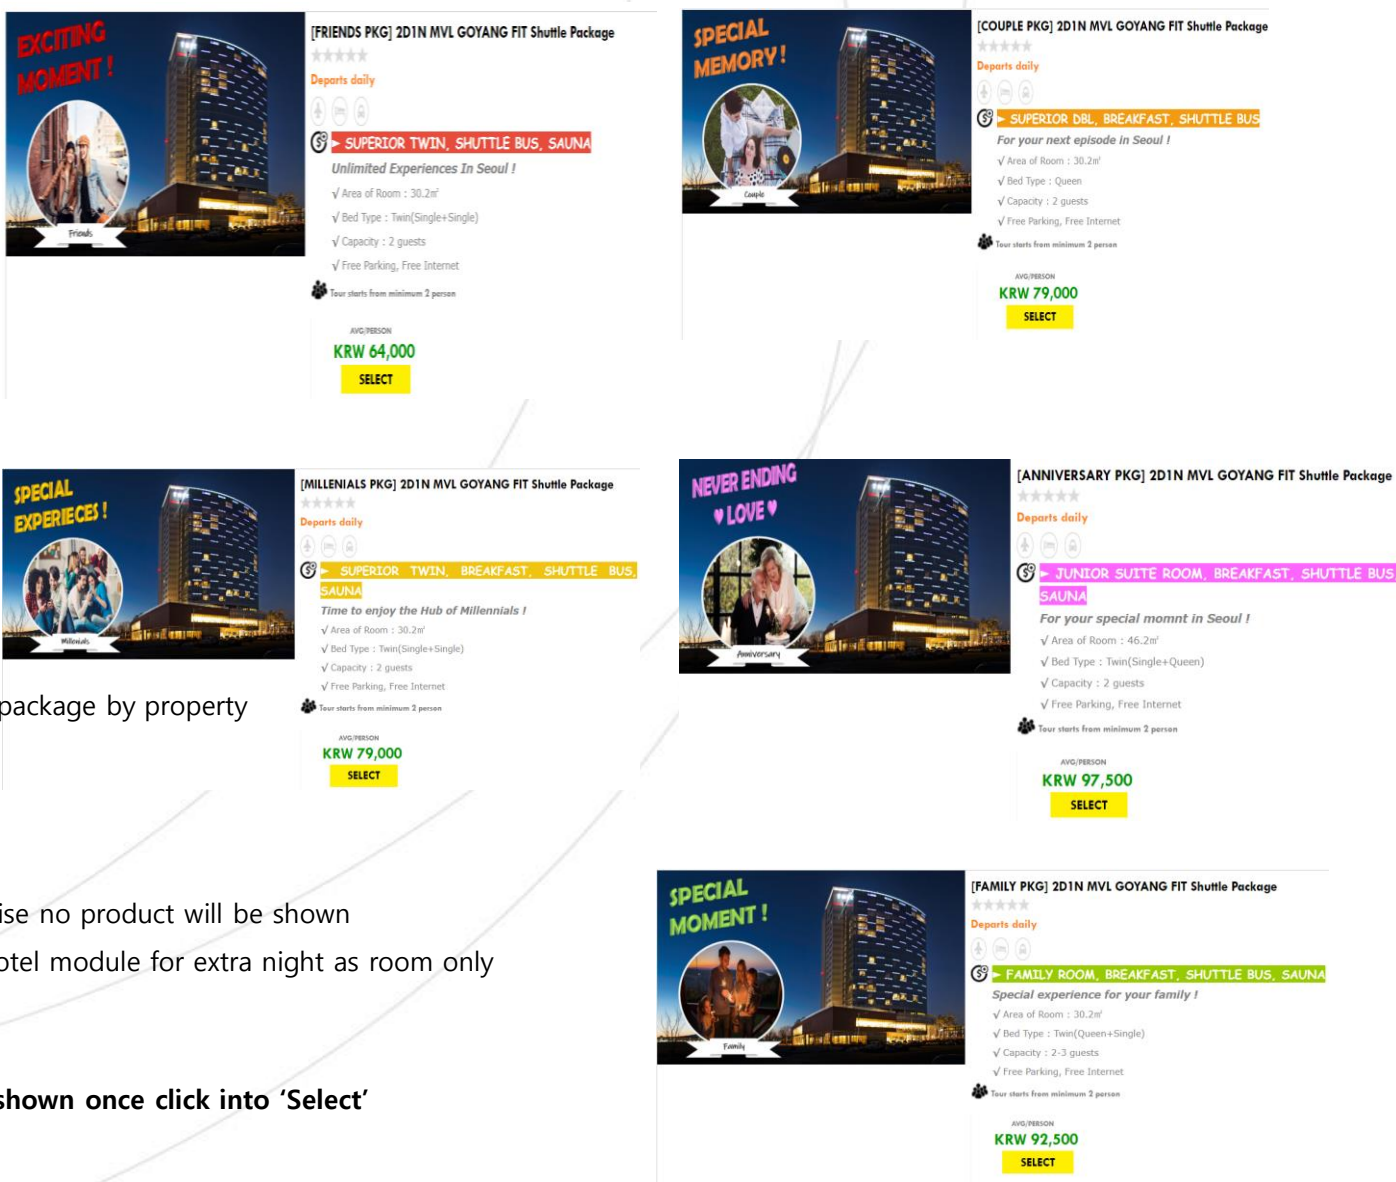 EXCITING
MOMENT !
Friends
[FRIENDS PKG] 2D1N MVL GOYANG FIT Shuttle Package
Departs daily
► SUPERIOR TWIN, SHUTTLE BUS, SAUNA
Unlimited Experiences In Seoul !
√ Area of Room : 30.2㎡
√ Bed Type : Twin(Single+Single)
√ Capacity : 2 guests
√ Free Parking, Free Internet
Tour starts from minimum 2 person
AVG/PERSON
KRW 64,000
SELECT
SPECIAL
MEMORY !
Couple
[COUPLE PKG] 2D1N MVL GOYANG FIT Shuttle Package
Departs daily
► SUPERIOR DBL, BREAKFAST, SHUTTLE BUS
For your next episode in Seoul !
√ Area of Room : 30.2㎡
√ Bed Type : Queen
√ Capacity : 2 guests
√ Free Parking, Free Internet
Tour starts from minimum 2 person
AVG/PERSON
KRW 79,000
SELECT
SPECIAL
EXPERIECES !
Millenials
[MILLENIALS PKG] 2D1N MVL GOYANG FIT Shuttle Package
Departs daily
► SUPERIOR TWIN, BREAKFAST, SHUTTLE BUS,
SAUNA
Time to enjoy the Hub of Millennials !
√ Area of Room : 30.2㎡
√ Bed Type : Twin(Single+Single)
√ Capacity : 2 guests
√ Free Parking, Free Internet
Tour starts from minimum 2 person
AVG/PERSON
KRW 79,000
SELECT
NEVER ENDING
♥ LOVE ♥
Anniversary
[ANNIVERSARY PKG] 2D1N MVL GOYANG FIT Shuttle Package
Departs daily
► JUNIOR SUITE ROOM, BREAKFAST, SHUTTLE BUS
SAUNA
For your special momnt in Seoul !
√ Area of Room : 46.2㎡
√ Bed Type : Twin(Single+Queen)
√ Capacity : 2 guests
√ Free Parking, Free Internet
Tour starts from minimum 2 person
AVG/PERSON
KRW 97,500
SELECT
package by property
ise no product will be shown
otel module for extra night as room only
shown once click into ‘Select’
SPECIAL
MOMENT !
Family
[FAMILY PKG] 2D1N MVL GOYANG FIT Shuttle Package
Departs daily
► FAMILY ROOM, BREAKFAST, SHUTTLE BUS, SAUNA
Special experience for your family !
√ Area of Room : 30.2㎡
√ Bed Type : Twin(Queen+Single)
√ Capacity : 2-3 guests
√ Free Parking, Free Internet
Tour starts from minimum 2 person
AVG/PERSON
KRW 92,500
SELECT